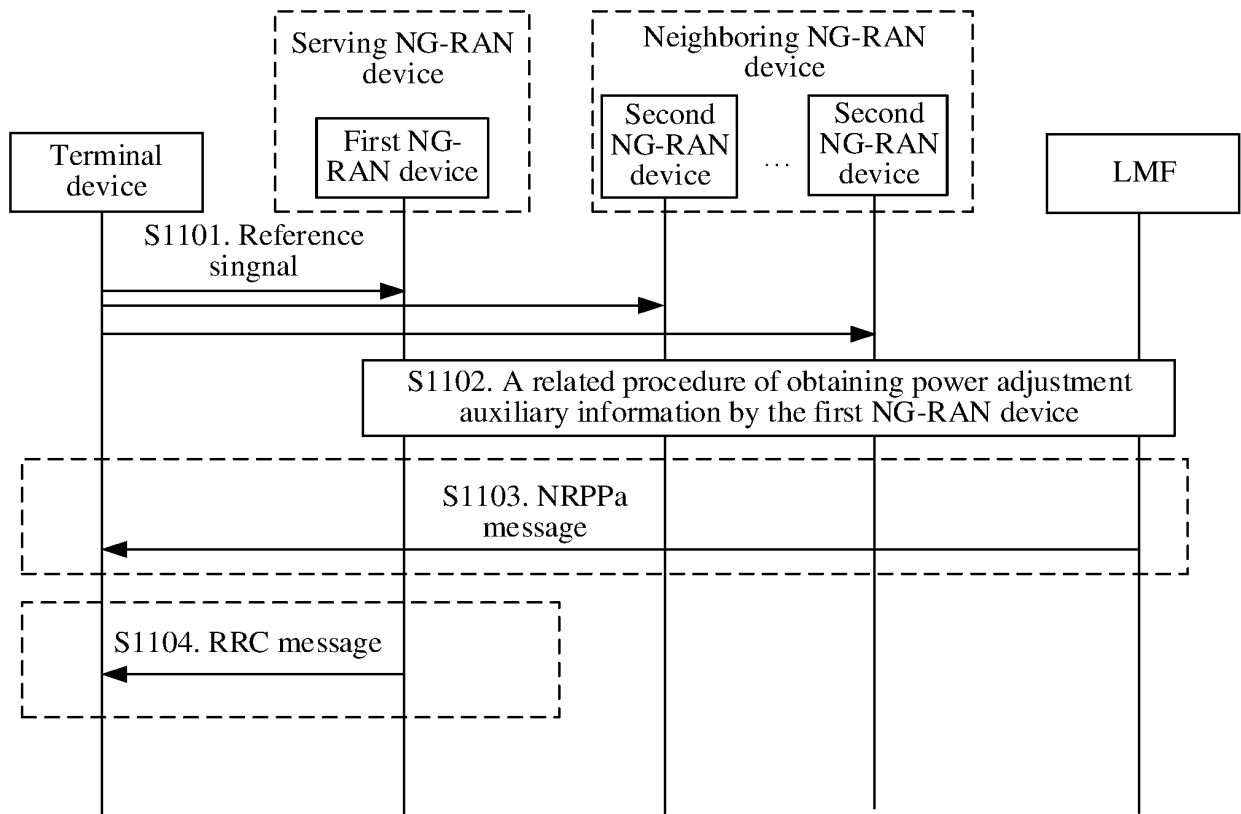 Serving NG-RAN
device
Neighboring NG-RAN
device
Terminal
device
First NG-
RAN device
Second
NG-RAN
device
...
Second
NG-RAN
device
LMF
S1101. Reference
singnal
S1102. A related procedure of obtaining power adjustment
auxiliary information by the first NG-RAN device
S1103. NRPPa
message
S1104. RRC message